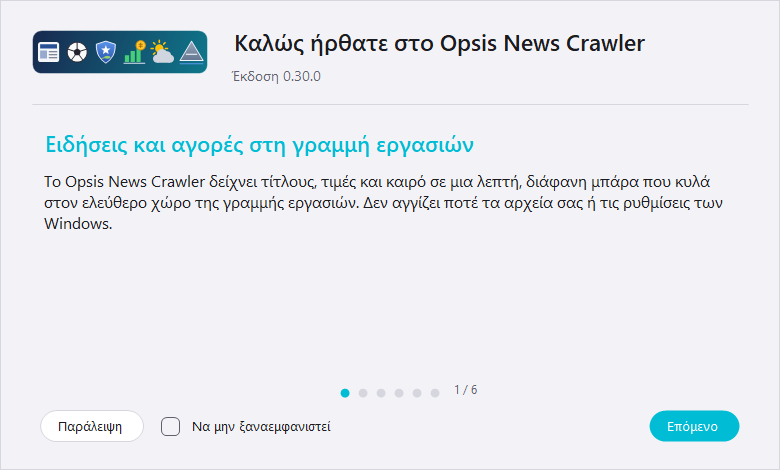 Καλώς ήρθατε στο Opsis News Crawler
Έκδοση 0.30.0
Ειδήσεις και αγορές στη γραμμή εργασιών
Το Opsis News Crawler δείχνει τίτλους, τιμές και καιρό σε μια λεπτή, διάφανη μπάρα που κυλά
στον ελεύθερο χώρο της γραμμής εργασιών. Δεν αγγίζει ποτέ τα αρχεία σας ή τις ρυθμίσεις των
Windows.
1 / 6
Παράλειψη
Να μην ξαναεμφανιστεί
Επόμενο